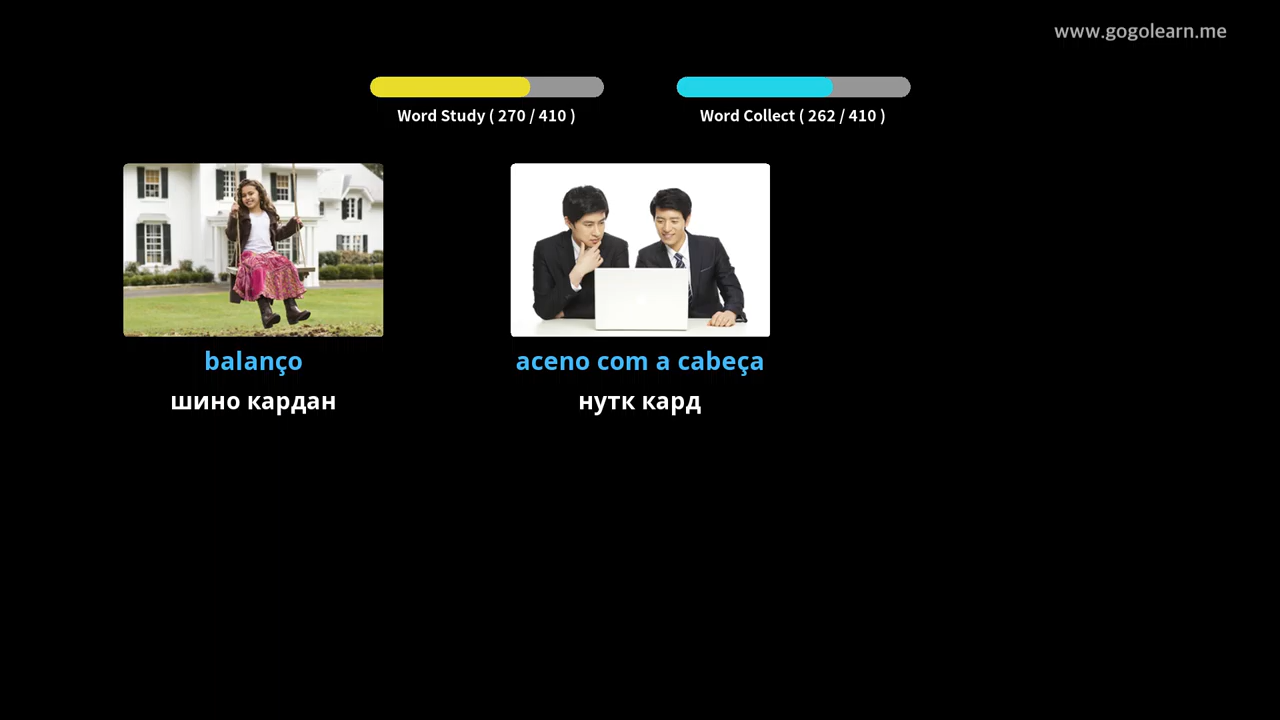 www.gogolearn.me
Word Study ( 270 / 410 )
Word Collect ( 262 / 410 )
balanço
шино кардан
aceno com a cabeça
нутк кард